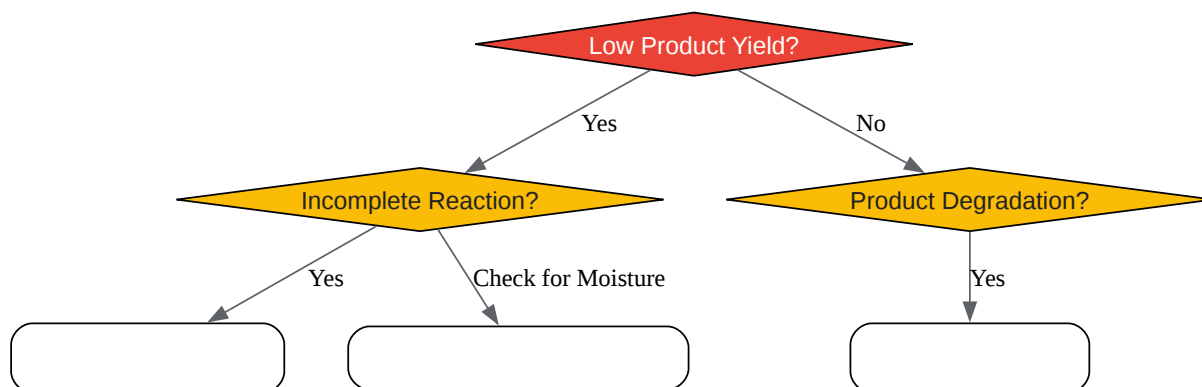 Low Product Yield?
Yes
No
Incomplete Reaction?
Product Degradation?
Yes
Check for Moisture
Yes